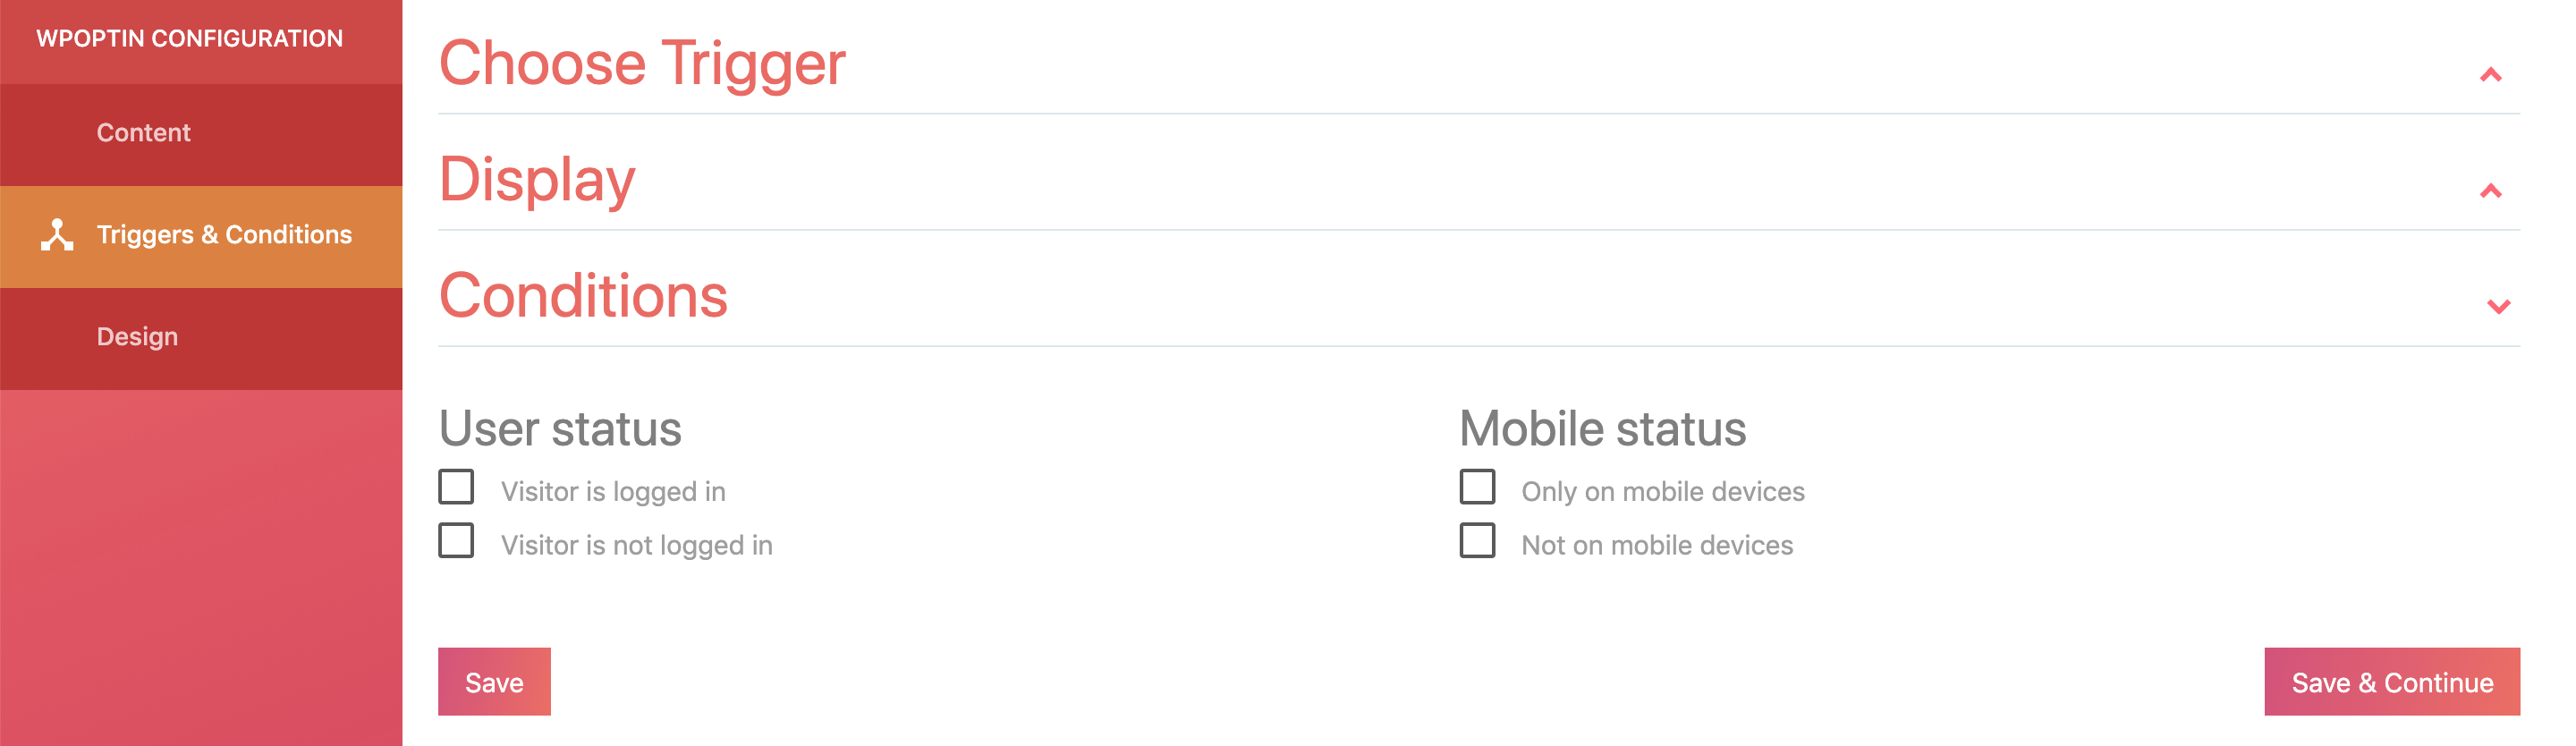 WPOPTIN CONFIGURATION
Content
Triggers & Conditions
Design
Choose Trigger
Display
Conditions
User status
Visitor is logged in
Visitor is not logged in
Mobile status
Only on mobile devices
Not on mobile devices
Save
Save & Continue